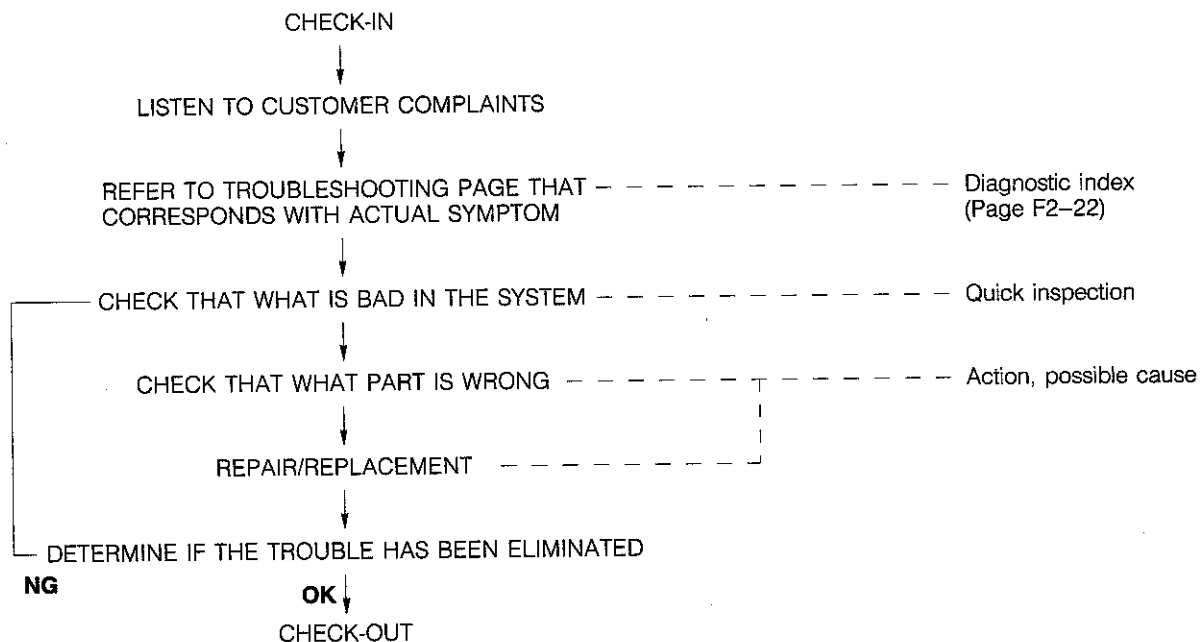 CHECK-IN
LISTEN TO CUSTOMER COMPLAINTS
REFER TO TROUBLESHOOTING PAGE THAT
CORRESPONDS WITH ACTUAL SYMPTOM
Diagnostic index
(Page F2–22)
CHECK THAT WHAT IS BAD IN THE SYSTEM
Quick inspection
CHECK THAT WHAT PART IS WRONG
Action, possible cause
REPAIR/REPLACEMENT
DETERMINE IF THE TROUBLE HAS BEEN ELIMINATED
NG
OK
CHECK-OUT